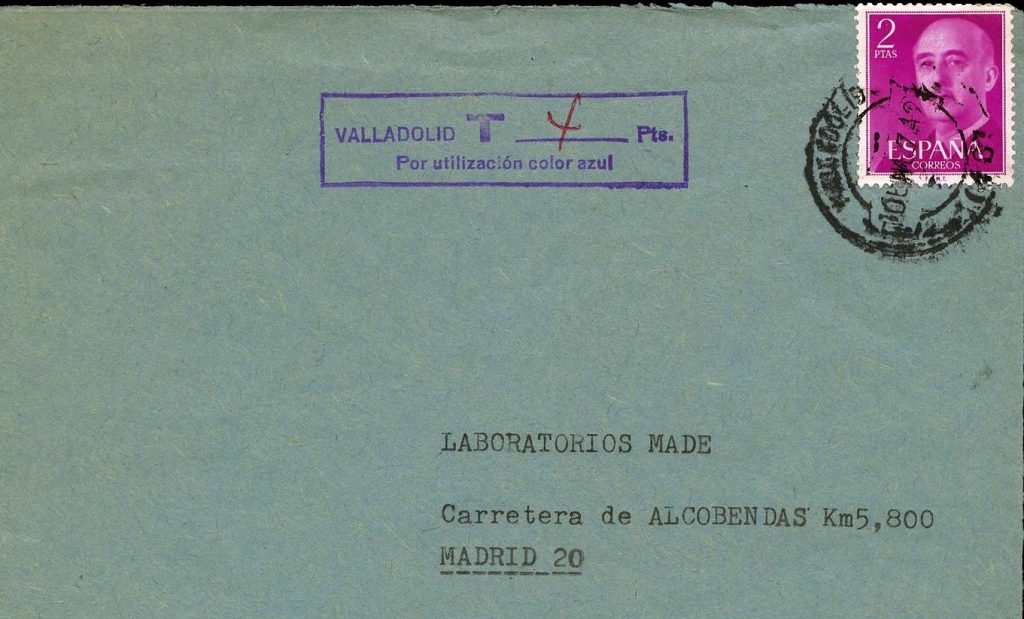 2
PTAS
ESPAÑA
CORREOS
VALLADOLID T 4 Pts.
Por utilización color azul
LABORATORIOS MADE
Carretera de ALCOBENDAS Km5,800
MADRID 20